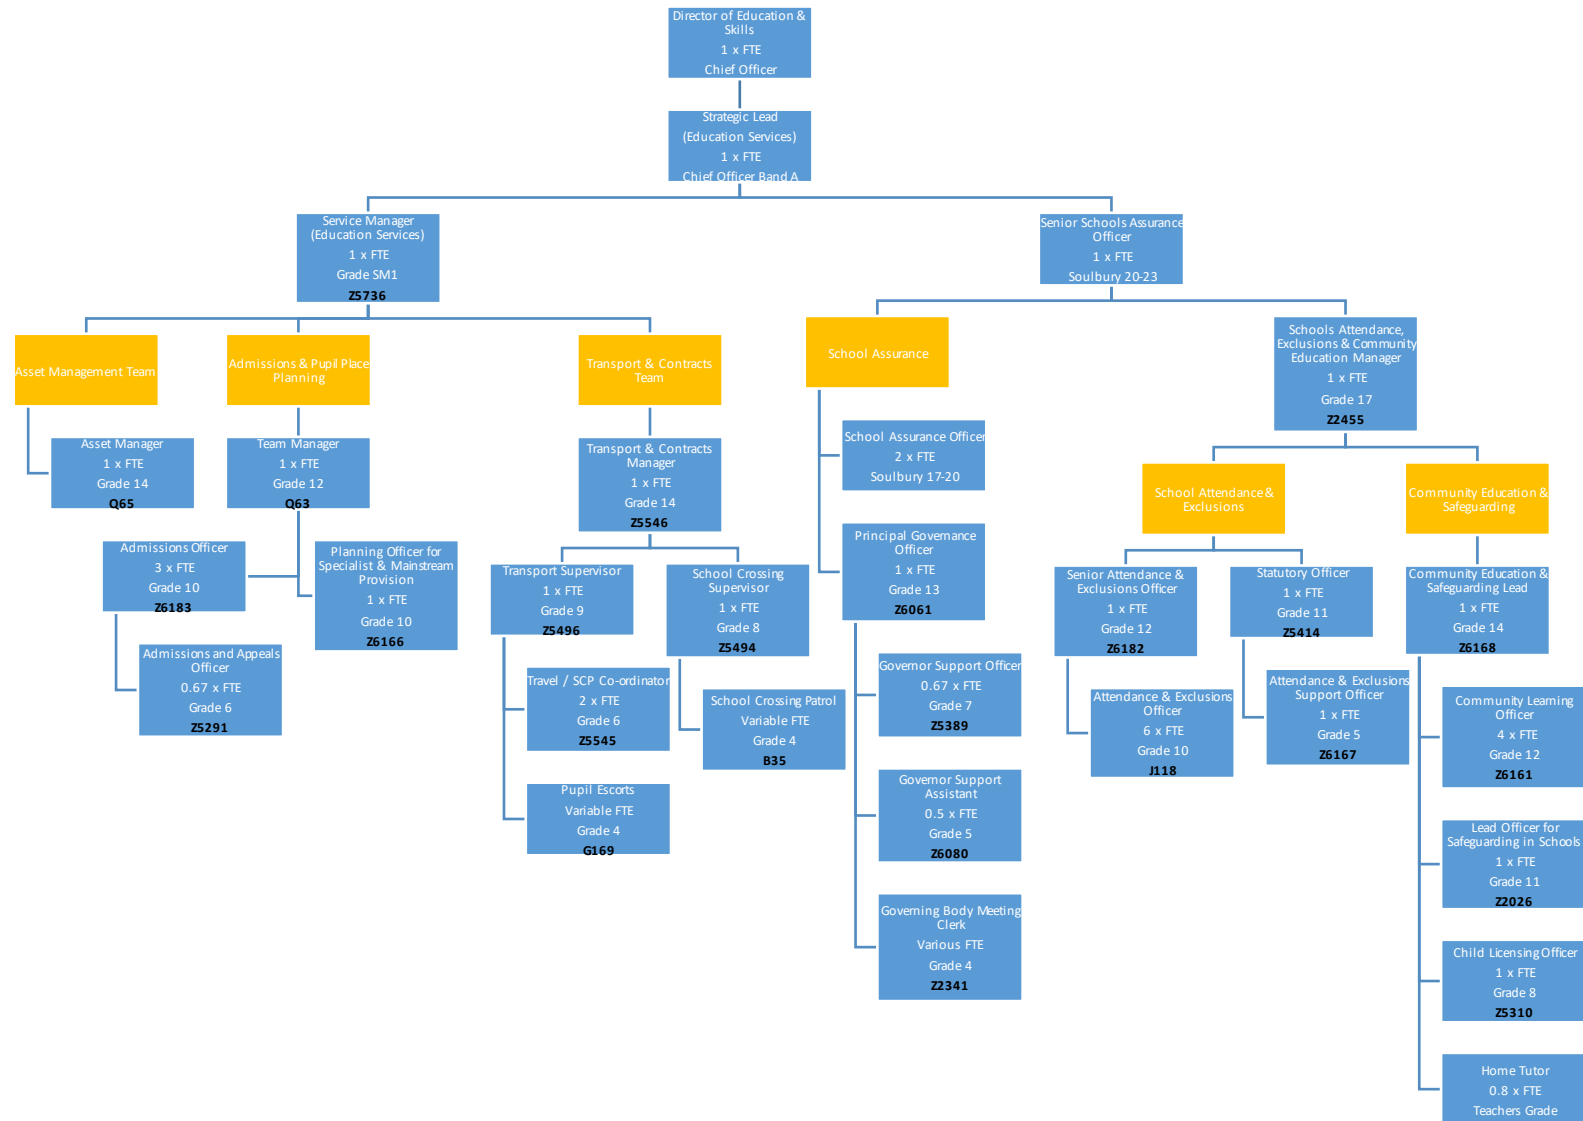 Director of Education &
Skills
1 x FTE
Chief Officer
Strategic Lead
(Education Services)
1 x FTE
Chief Officer Band A
Service Manager
(Education Services)
1 x FTE
Grade SM1
Z5736
Senior Schools Assurance
Officer
1 x FTE
Soulbury 20-23
Asset Management Team
Admissions & Pupil Place
Planning
Transport & Contracts
Team
School Assurance
Schools Attendance,
Exclusions & Community
Education Manager
1 x FTE
Grade 17
Z2455
Asset Manager
1 x FTE
Grade 14
Q65
Team Manager
1 x FTE
Grade 12
Q63
Transport & Contracts
Manager
1 x FTE
Grade 14
Z5546
School Assurance Officer
2 x FTE
Soulbury 17-20
School Attendance &
Exclusions
Community Education &
Safeguarding
Admissions Officer
3 x FTE
Grade 10
Z6183
Planning Officer for
Specialist & Mainstream
Provision
1 x FTE
Grade 10
Z6166
Transport Supervisor
1 x FTE
Grade 9
Z5496
School Crossing
Supervisor
1 x FTE
Grade 8
Z5494
Principal Governance
Officer
1 x FTE
Grade 13
Z6061
Senior Attendance &
Exclusions Officer
1 x FTE
Grade 12
Z6182
Statutory Officer
1 x FTE
Grade 11
Z5414
Community Education &
Safeguarding Lead
1 x FTE
Grade 14
Z6168
Admissions and Appeals
Officer
0.67 x FTE
Grade 6
Z5291
Travel / SCP Co-ordinator
2 x FTE
Grade 6
Z5545
School Crossing Patrol
Variable FTE
Grade 4
B35
Governor Support Officer
0.67 x FTE
Grade 7
Z5389
Attendance & Exclusions
Officer
6 x FTE
Grade 10
J118
Attendance & Exclusions
Support Officer
1 x FTE
Grade 5
Z6167
Community Learning
Officer
4 x FTE
Grade 12
Z6161
Pupil Escorts
Variable FTE
Grade 4
G169
Governor Support
Assistant
0.5 x FTE
Grade 5
Z6080
Lead Officer for
Safeguarding in Schools
1 x FTE
Grade 11
Z2026
Governing Body Meeting
Clerk
Various FTE
Grade 4
Z2341
Child Licensing Officer
1 x FTE
Grade 8
Z5310
Home Tutor
0.8 x FTE
Teachers Grade